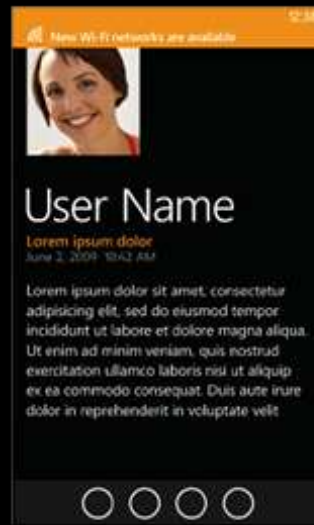 New Wi-Fi networks are available
User Name
Lorem ipsum dolor
June 2, 2009 10:42 AM
Lorem ipsum dolor sit amet, consectetur
adipisicing elit, sed do eiusmod tempor
incididunt ut labore et dolore magna aliqua.
Ut enim ad minim veniam, quis nostrud
exercitation ullamco laboris nisi ut aliquip
ex ea commodo consequat. Duis aute irure
dolor in reprehenderit in voluptate velit